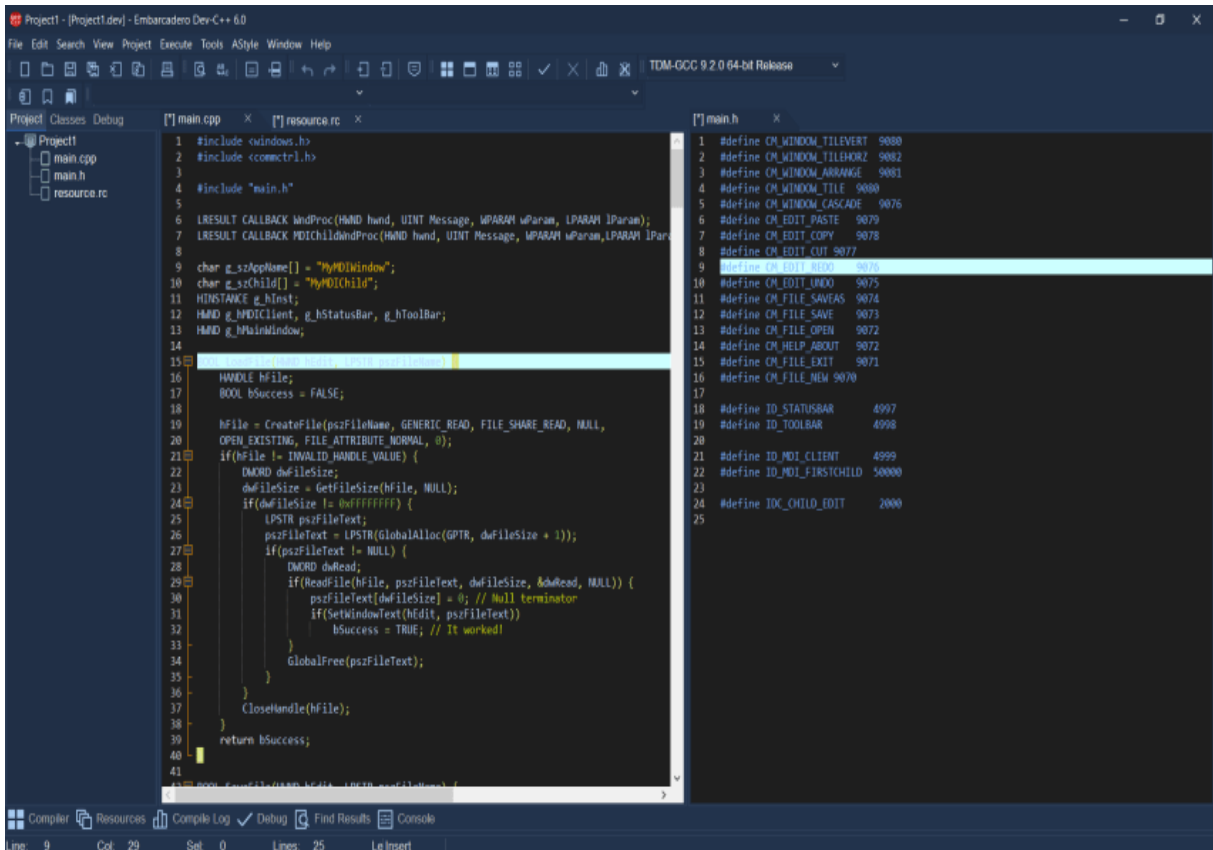 Project1 - [Project1.dev] - Embarcadero Dev-C++ 6.0
File Edit Search View Project Execute Tools AStyle Window Help
TDM-GCC 9.2.0 64-bit Release
Project Classes Debug
[*] main.cpp × [*] resource.rc ×
Project1
main.cpp
main.h
resource.rc
1 #include <windows.h>
2 #include <commctrl.h>
3
4 #include "main.h"
5
6 LRESULT CALLBACK WndProc(HWND hwnd, UINT Message, WPARAM wParam, LPARAM lParam);
7 LRESULT CALLBACK MDIChildWndProc(HWND hwnd, UINT Message, WPARAM wParam,LPARAM lPar
8
9 char g_szAppName[] = "MyMDIWindow";
10 char g_szChild[] = "MyMDIChild";
11 HINSTANCE g_hInst;
12 HWND g_hMDIClient, g_hStatusBar, g_hToolBar;
13 HWND g_hMainWindow;
14
15 BOOL LoadFile(HWND hEdit, LPSTR pszFileName)
16 HANDLE hFile;
17 BOOL bSuccess = FALSE;
18
19 hFile = CreateFile(pszFileName, GENERIC_READ, FILE_SHARE_READ, NULL,
20 OPEN_EXISTING, FILE_ATTRIBUTE_NORMAL, 0);
21 if(hFile != INVALID_HANDLE_VALUE) {
22 DWORD dwFileSize;
23 dwFileSize = GetFileSize(hFile, NULL);
24 if(dwFileSize != 0xFFFFFFFF) {
25 LPSTR pszFileText;
26 pszFileText = LPSTR(GlobalAlloc(GPTR, dwFileSize + 1));
27 if(pszFileText != NULL) {
28 DWORD dwRead;
29 if(ReadFile(hFile, pszFileText, dwFileSize, &dwRead, NULL)) {
30 pszFileText[dwFileSize] = 0; // Null terminator
31 if(SetWindowText(hEdit, pszFileText))
32 bSuccess = TRUE; // It worked!
33 }
34 GlobalFree(pszFileText);
35 }
36 }
37 CloseHandle(hFile);
38 }
39 return bSuccess;
40
41
[*] main.h ×
1 #define CM_WINDOW_TILEVERT 9080
2 #define CM_WINDOW_TILEHORZ 9082
3 #define CM_WINDOW_ARRANGE 9081
4 #define CM_WINDOW_TILE 9080
5 #define CM_WINDOW_CASCADE 9076
6 #define CM_EDIT_PASTE 9079
7 #define CM_EDIT_COPY 9078
8 #define CM_EDIT_CUT 9077
9 #define CM_EDIT_REDO 9076
10 #define CM_EDIT_UNDO 9075
11 #define CM_FILE_SAVEAS 9074
12 #define CM_FILE_SAVE 9073
13 #define CM_FILE_OPEN 9072
14 #define CM_HELP_ABOUT 9072
15 #define CM_FILE_EXIT 9071
16 #define CM_FILE_NEW 9070
17
18 #define ID_STATUSBAR 4997
19 #define ID_TOOLBAR 4998
20
21 #define ID_MDI_CLIENT 4999
22 #define ID_MDI_FIRSTCHILD 50000
23
24 #define IDC_CHILD_EDIT 2000
25
Compiler Resources Compile Log Debug Find Results Console
Line: 9 Col: 29 Sel: 0 Lines: 25 Insert